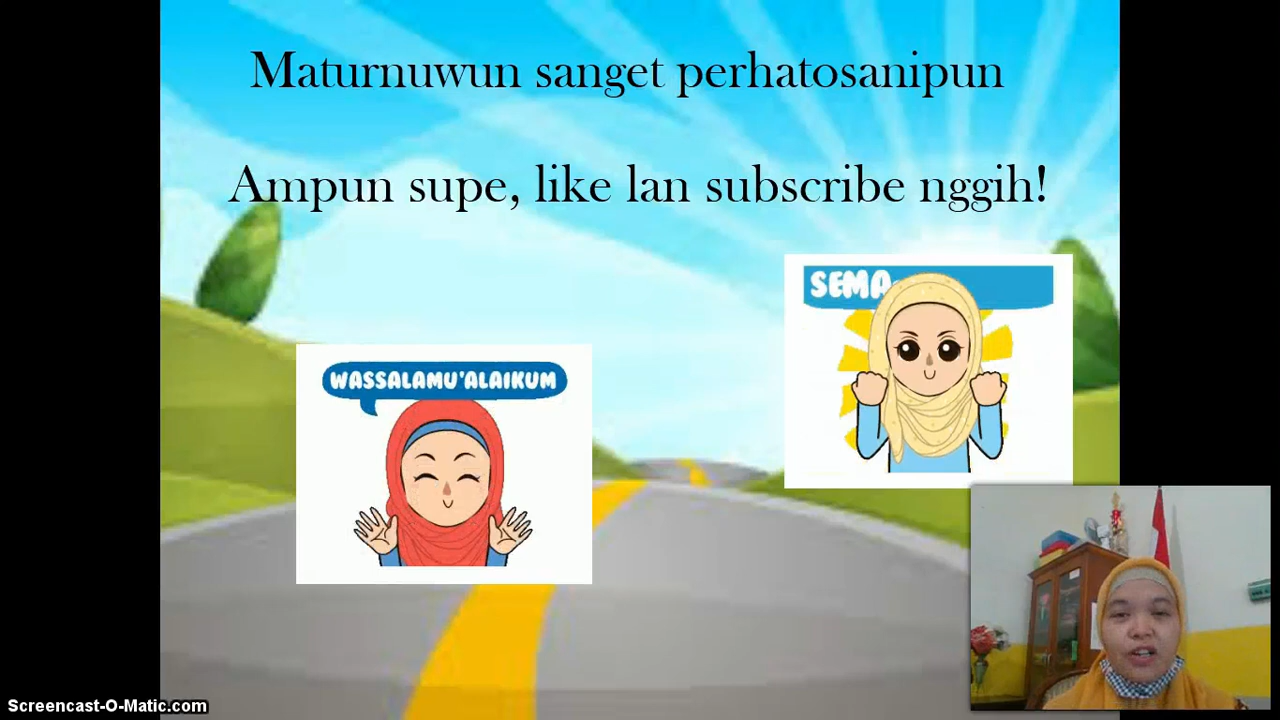 Maturnuwun sanget perhatosanipun
Ampun supe, like lan subscribe nggih!
SEMA
WASSALAMU'ALAIKUM
Screencast-O-Matic.com